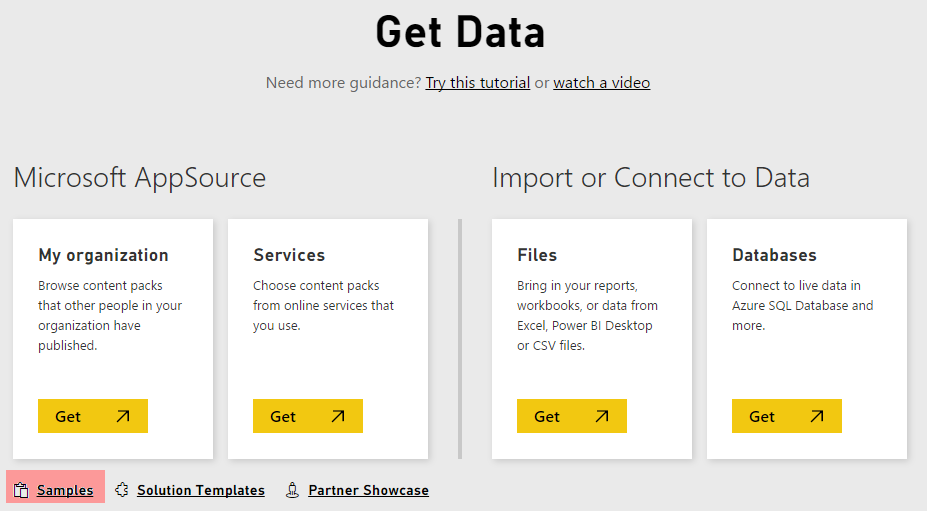 Get Data
Need more guidance? Try this tutorial or watch a video
Microsoft AppSource
My organization
Browse content packs
that other people in your
organization have
published.
Get
Services
Choose content packs
from online services that
you use.
Get
Import or Connect to Data
Files
Bring in your reports,
workbooks, or data from
Excel, Power BI Desktop
or CSV files.
Get
Databases
Connect to live data in
Azure SQL Database and
more.
Get
Samples
Solution Templates
Partner Showcase